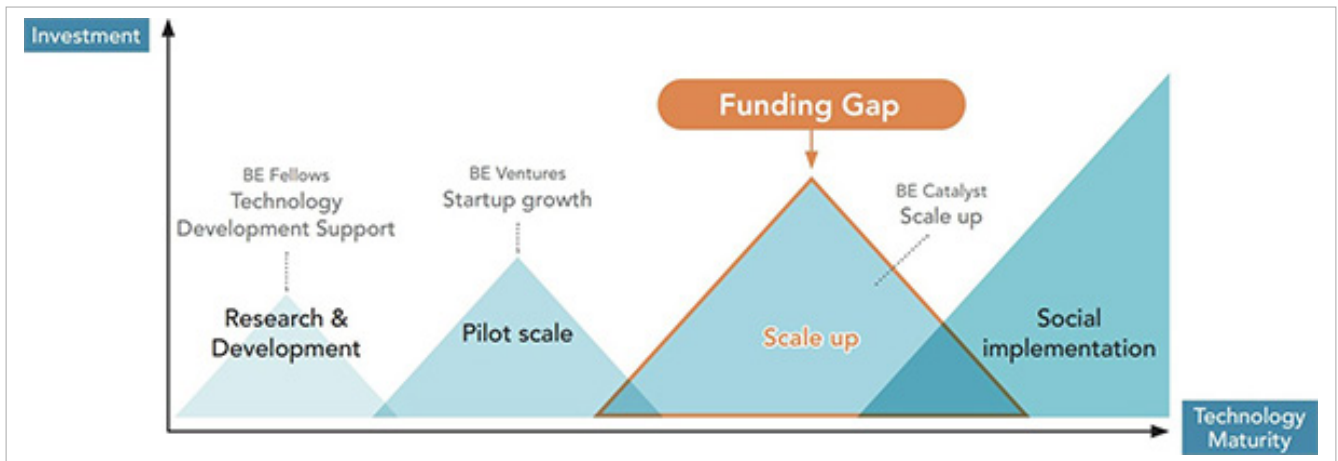 Investment
Funding Gap
BE Fellows
Technology
Development Support
BE Ventures
Startup growth
BE Catalyst
Scale up
Research &
Development
Pilot scale
Scale up
Social
implementation
Technology
Maturity